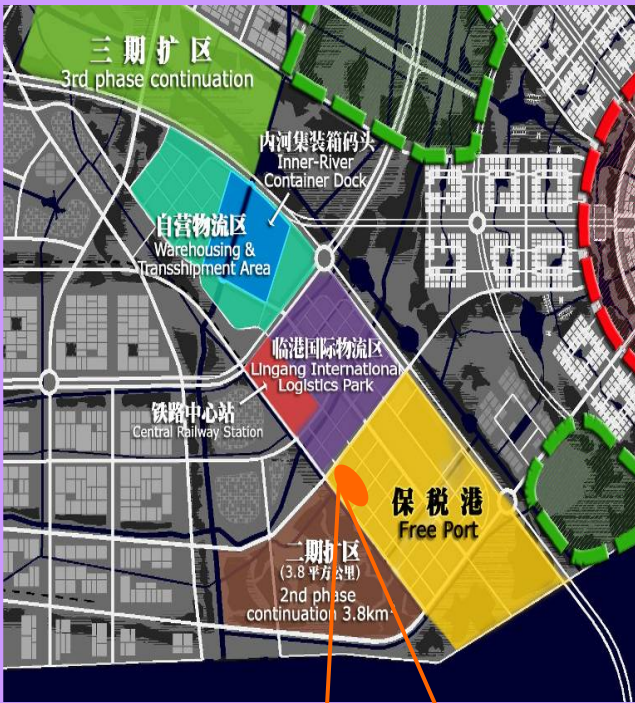 三期扩区
3rd phase continuation
内河集装箱码头
Inner-River
Container Dock
自营物流区
Warehousing &
Transshipment Area
临港国际物流区
Lingang International
Logistics Park
铁路中心站
Central Railway Station
保税港
Free Port
二期扩区
(3.8 平方公里)
2nd phase
continuation 3.8km²